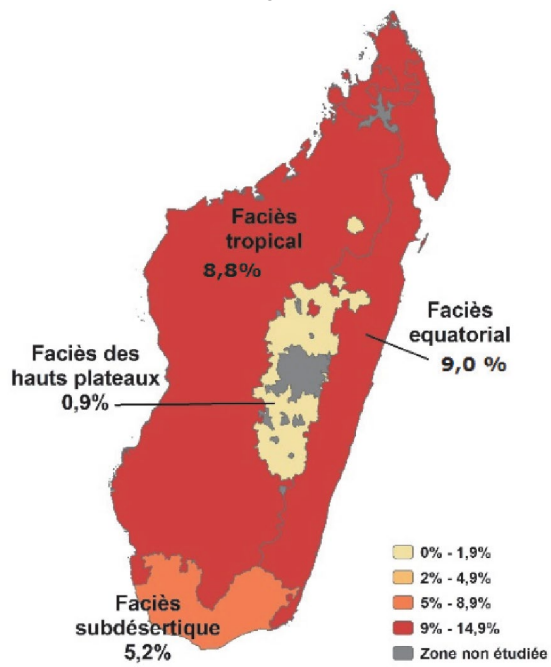 Faciès
tropical
8,8%
Faciès
equatorial
9,0 %
Faciès des
hauts plateaux
0,9%
Faciès
subdésertique
5,2%
0% - 1,9%
2% - 4,9%
5% - 8,9%
9% - 14,9%
Zone non étudiée